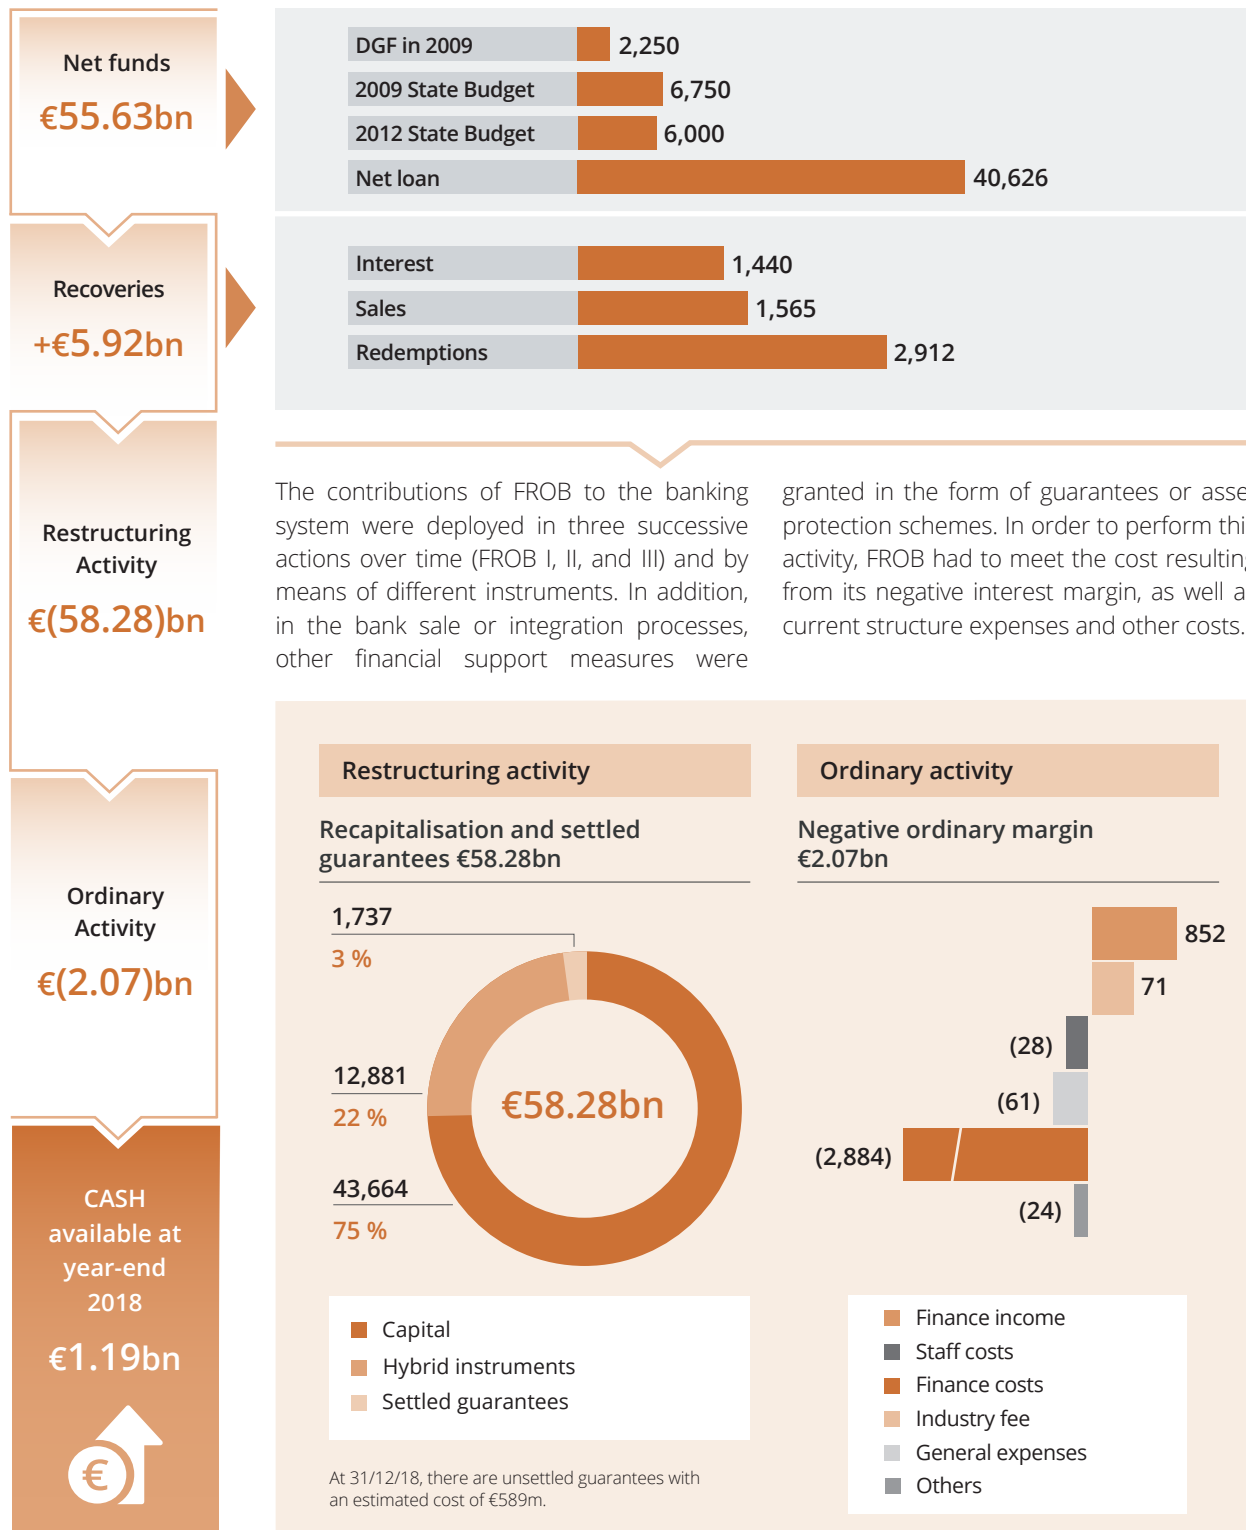 Net funds
€55.63bn
DGF in 2009 2,250
2009 State Budget 6,750
2012 State Budget 6,000
Net loan 40,626
Recoveries
+€5.92bn
Interest 1,440
Sales 1,565
Redemptions 2,912
Restructuring
Activity
€(58.28)bn
The contributions of FROB to the banking
system were deployed in three successive
actions over time (FROB I, II, and III) and by
means of different instruments. In addition,
in the bank sale or integration processes,
other financial support measures were
granted in the form of guarantees or asse
protection schemes. In order to perform thi
activity, FROB had to meet the cost resulting
from its negative interest margin, as well a
current structure expenses and other costs.
Ordinary
Activity
€(2.07)bn
CASH
available at
year-end
2018
€1.19bn
€
Restructuring activity
Recapitalisation and settled
guarantees €58.28bn
1,737
3 %
12,881
22 %
43,664
75 %
€58.28bn
Capital
Hybrid instruments
Settled guarantees
At 31/12/18, there are unsettled guarantees with
an estimated cost of €589m.
Ordinary activity
Negative ordinary margin
€2.07bn
852
71
(28)
(61)
(2,884)
(24)
Finance income
Staff costs
Finance costs
Industry fee
General expenses
Others